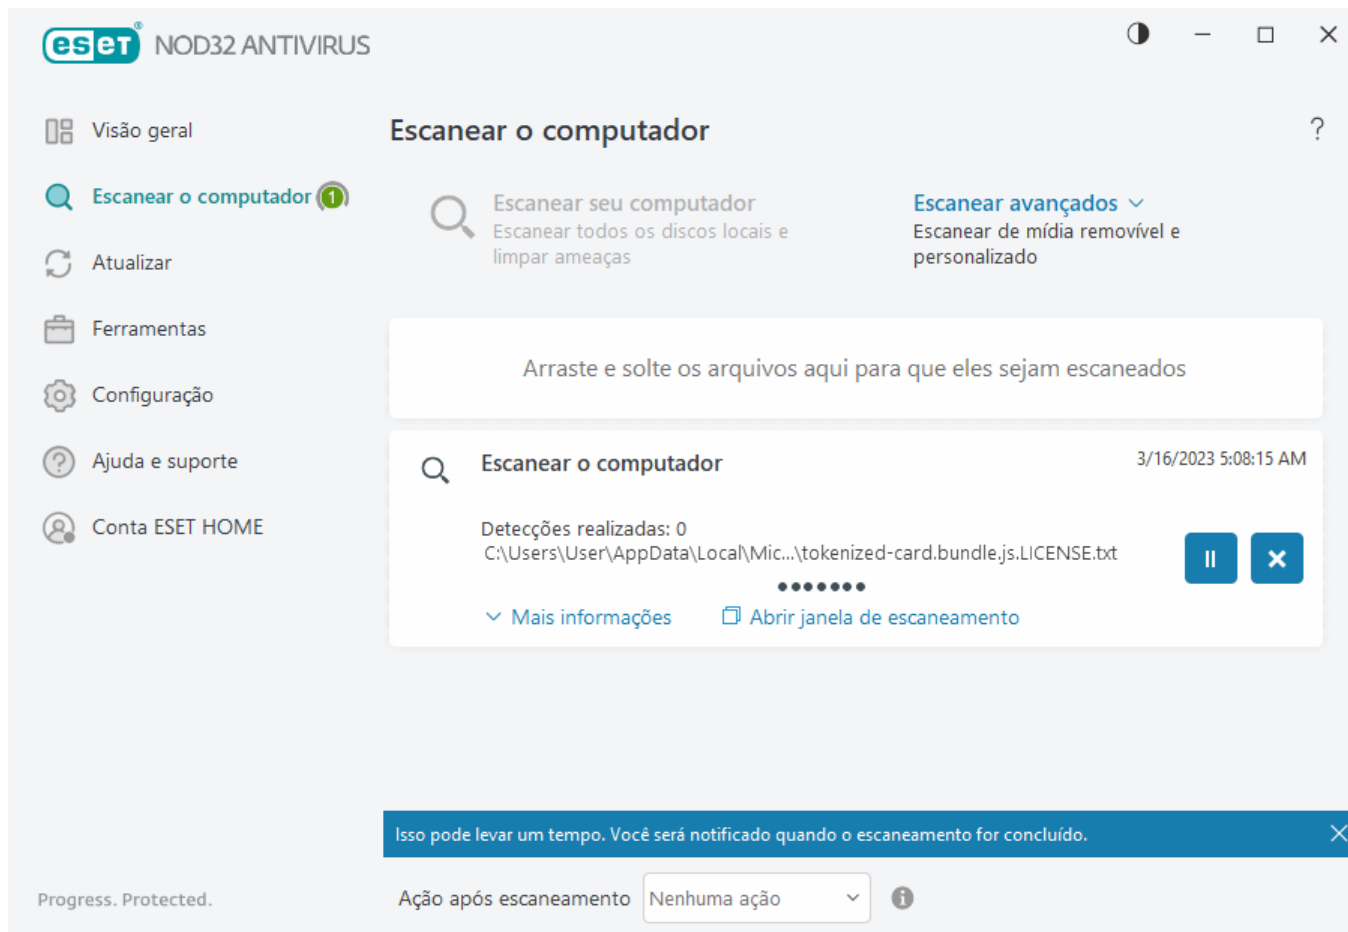 eset® NOD32 ANTIVIRUS
Visão geral
Escanear o computador 1
Atualizar
Ferramentas
Configuração
Ajuda e suporte
Conta ESET HOME
Progress. Protected.
Escanear o computador ?
Escanear seu computador
Escanear todos os discos locais e
limpar ameaças
Escanear avançados
Escanear de mídia removível e
personalizado
Arraste e solte os arquivos aqui para que eles sejam escaneados
Escanear o computador 3/16/2023 5:08:15 AM
Detecções realizadas: 0
C:\Users\User\AppData\Local\Mic...\tokenized-card.bundle.js.LICENSE.txt
Mais informações Abrir janela de escaneamento
Isso pode levar um tempo. Você será notificado quando o escaneamento for concluído.
Ação após escaneamento Nenhuma ação